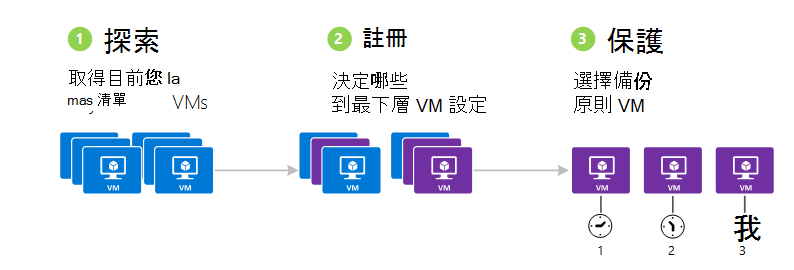 1 探索
取得目前您 la
mas 清單 VMs
2 註冊
決定哪些
到最下層 VM 設定
3 保護
選擇備份
原則 VM
VM VM
VM VM
VM VM VM
我
1 2 3